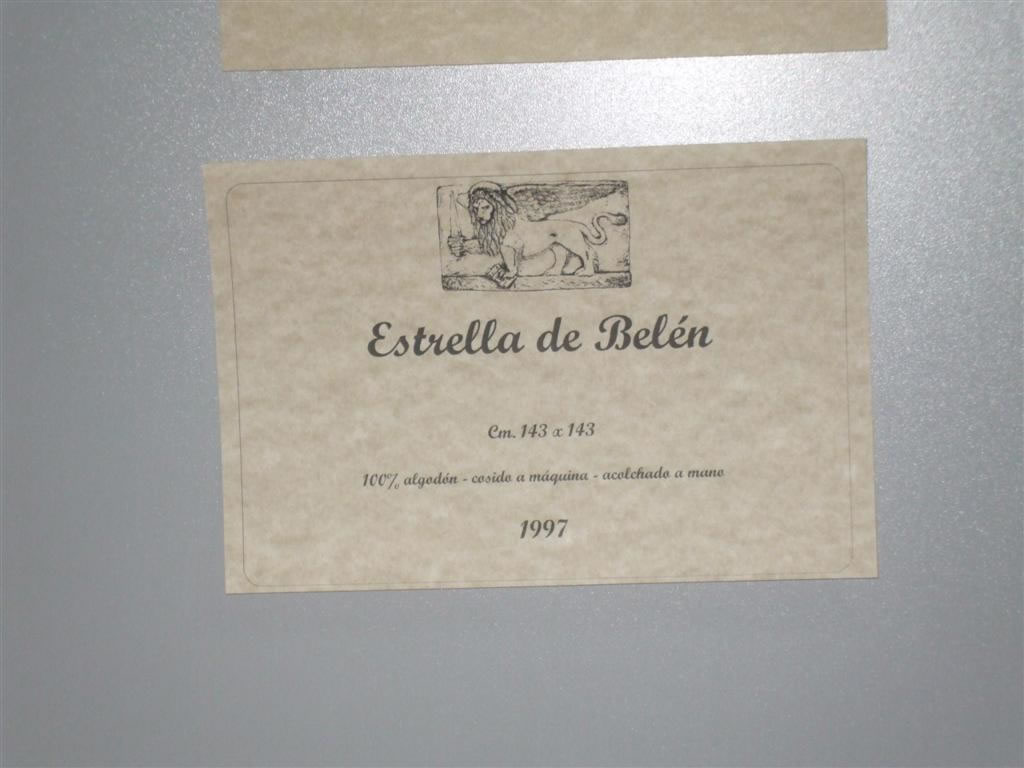 Estrella de Belén
Cm. 143 x 143
100% algodón - cosido a máquina - acolchado a mano
1997